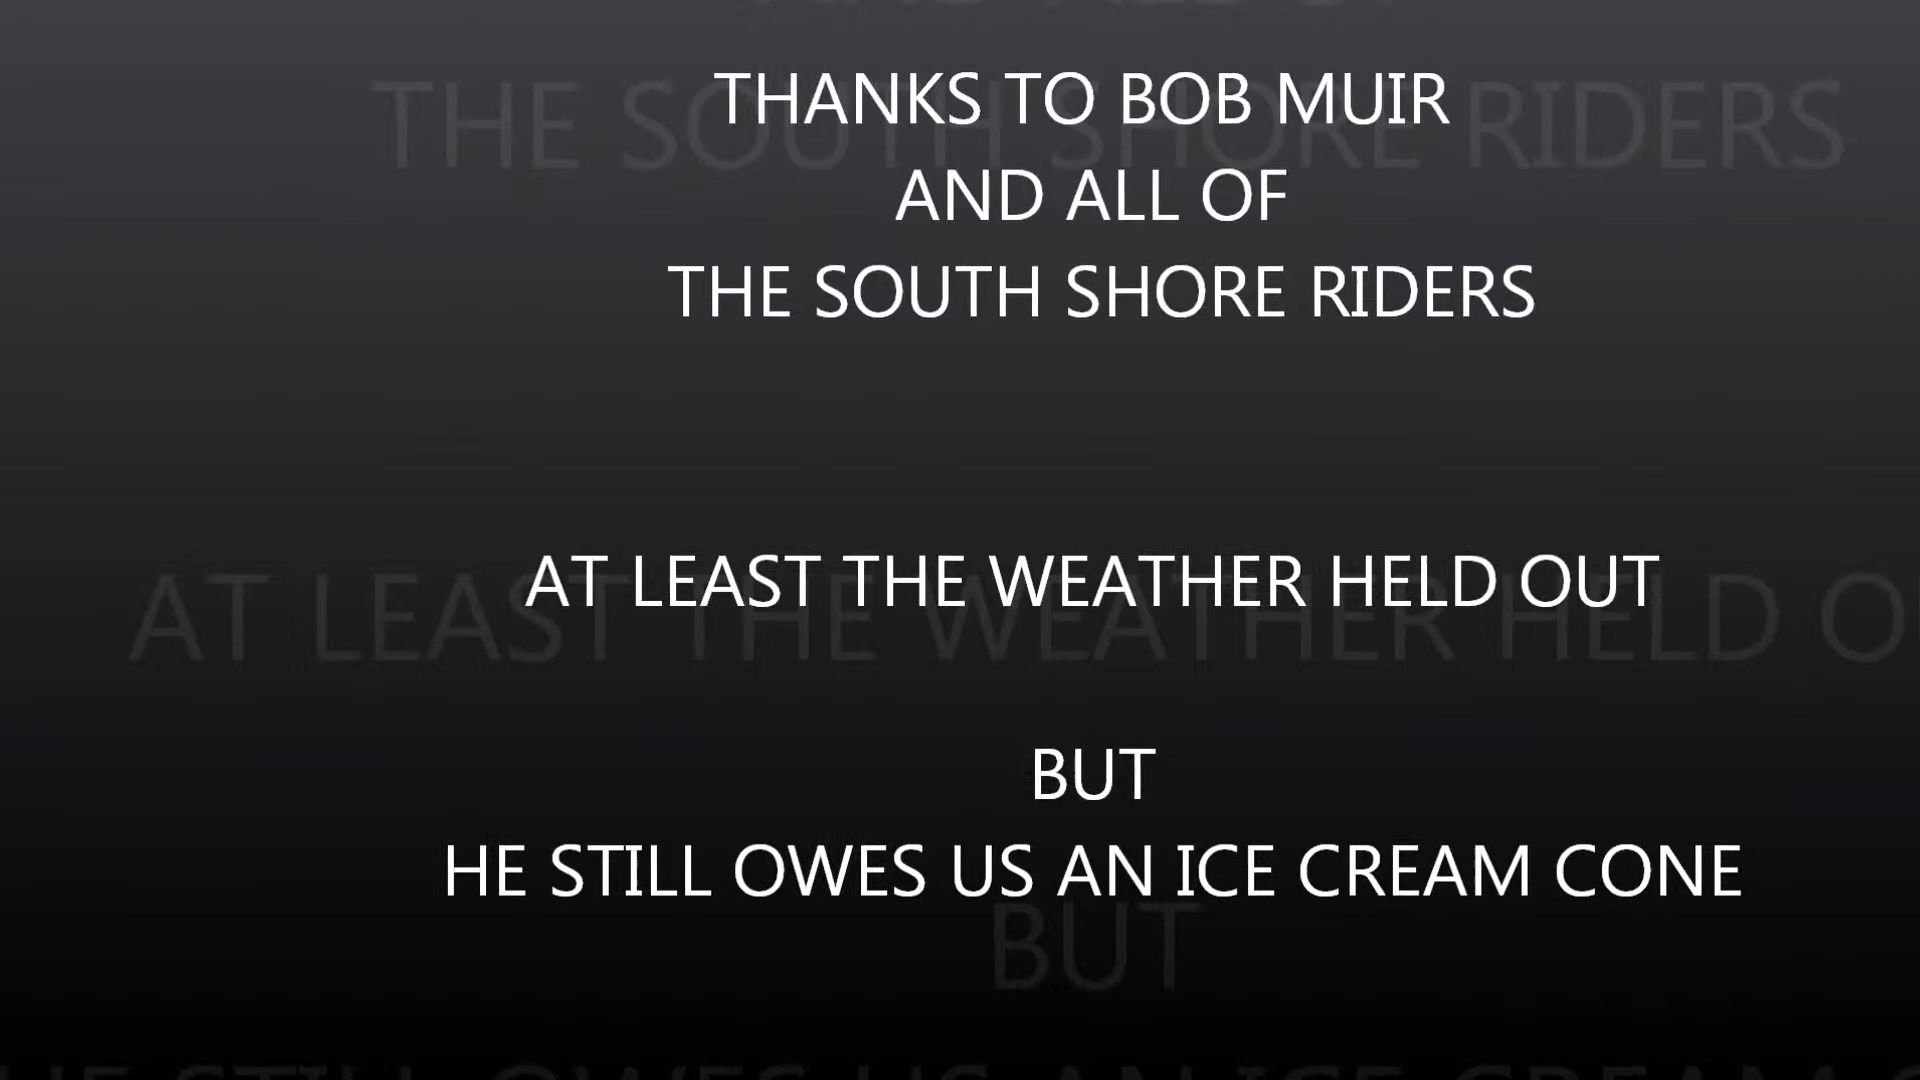 THANKS TO BOB MUIR
AND ALL OF
THE SOUTH SHORE RIDERS
AT LEAST THE WEATHER HELD OUT
BUT
HE STILL OWES US AN ICE CREAM CONE